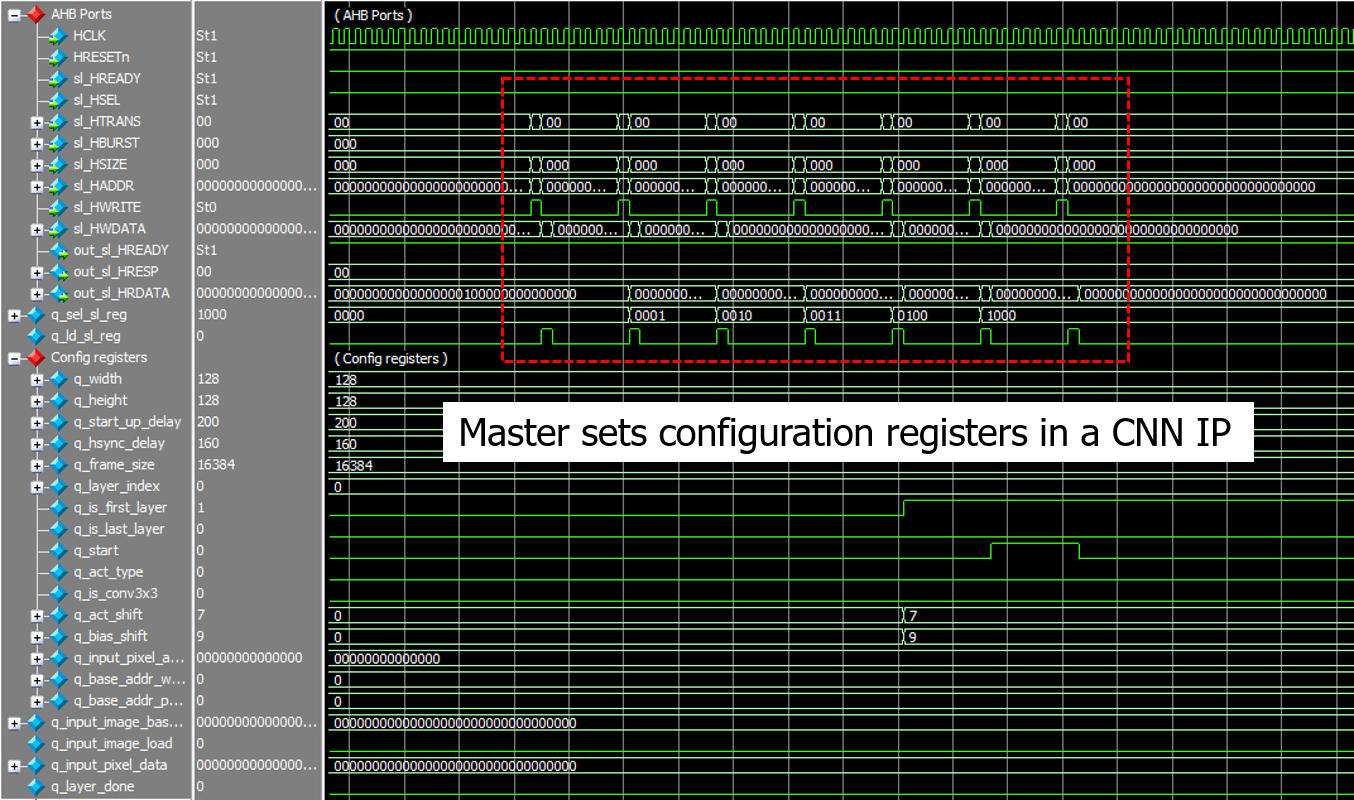 AHB Ports ( AHB Ports )
HCLK St1
HRESETn St1
sl_HREADY St1
sl_HSEL St1
sl_HTRANS 00 00 00 00 00 00 00 00 00
sl_HBURST 000 000
sl_HSIZE 000 000 000 000 000 000 000 000 000
sl_HADDR 00000000000000... 00000000000000000000000... 000000... 000000... 000000... 000000... 000000... 000000... 00000000000000000000000000000000
sl_HWRITE St0
sl_HWDATA 00000000000000... 000000000000000000000000... 000000... 000000... 000000000000000000000... 000000... 00000000000000000000000000000000
out_sl_HREADY St1
out_sl_HRESP 00 00
out_sl_HRDATA 00000000000000... 00000000000000000100000000000000 0000000... 00000000... 000000000... 000000... 00000000... 00000000000000000000000000000000
q_sel_sl_reg 1000 0000 0001 0010 0011 0100 1000
q_ld_sl_reg 0
Config registers ( Config registers )
q_width 128 128
q_height 128 128
q_start_up_delay 200 200
q_hsync_delay 160 160
Master sets configuration registers in a CNN IP
q_frame_size 16384 16384
q_layer_index 0 0
q_is_first_layer 1
q_is_last_layer 0
q_start 0
q_act_type 0
q_is_conv3x3 0
q_act_shift 7 0 7
q_bias_shift 9 0 9
q_input_pixel_a... 00000000000000 00000000000000
q_base_addr_w... 0 0
q_base_addr_p... 0 0
q_input_image_bas... 00000000000000... 00000000000000000000000000000000
q_input_image_load 0
q_input_pixel_data 00000000000000... 00000000000000000000000000000000
q_layer_done 0